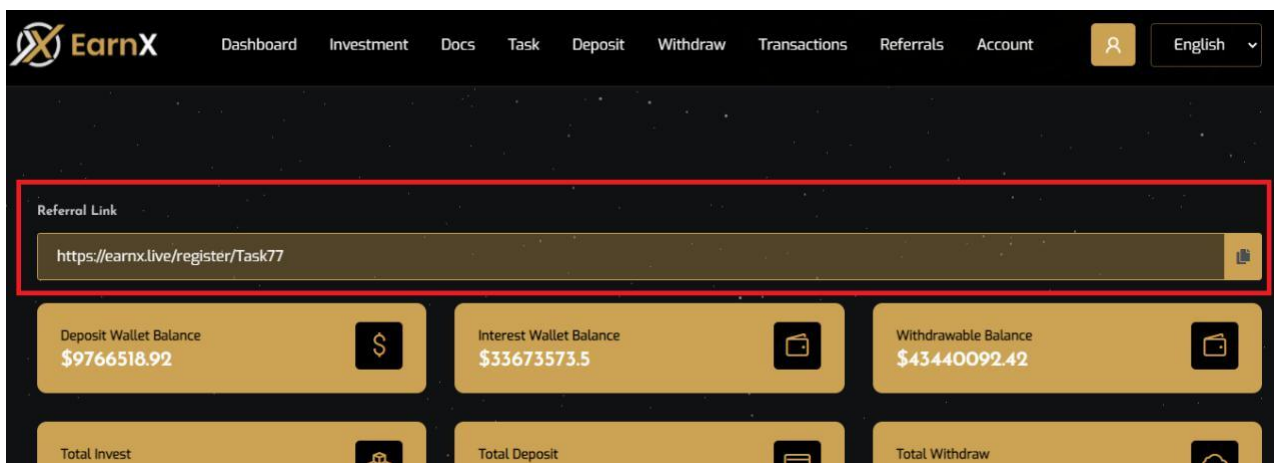 EarnX Dashboard Investment Docs Task Deposit Withdraw Transactions Referrals Account English
Referral Link
https://earnx.live/register/Task77
Deposit Wallet Balance Interest Wallet Balance Withdrawable Balance
$9766518.92 $33673573.5 $43440092.42
Total Invest Total Deposit Total Withdraw